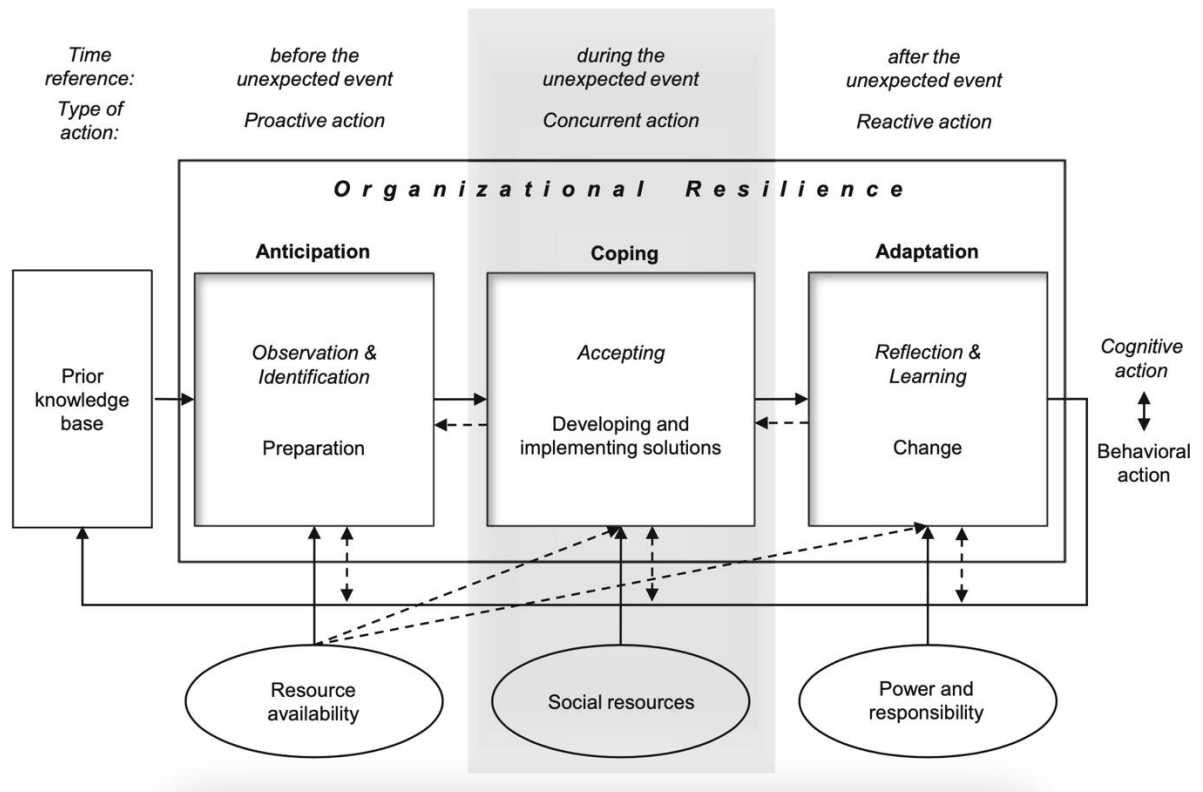 Time
reference:
before the
unexpected event
during the
unexpected event
after the
unexpected event
Type of
action:
Proactive action
Concurrent action
Reactive action
Organizational Resilience
Anticipation
Coping
Adaptation
Prior
knowledge
base
Observation &
Identification
Preparation
Accepting
Developing and
implementing solutions
Reflection &
Learning
Change
Cognitive
action
Behavioral
action
Resource
availability
Social resources
Power and
responsibility